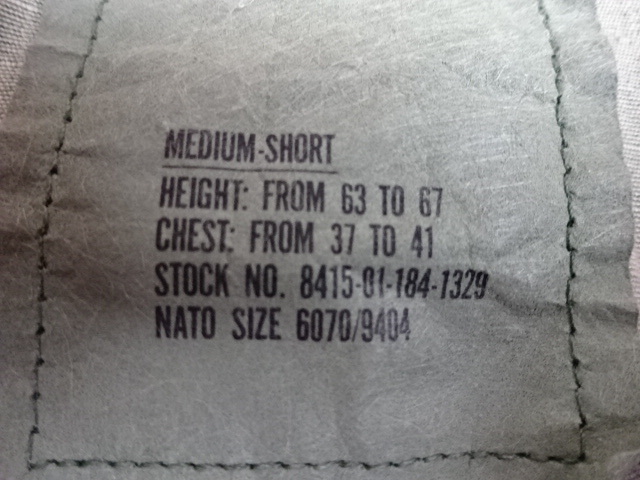 MEDIUM-SHORT
HEIGHT: FROM 63 TO 67
CHEST: FROM 37 TO 41
STOCK NO. 8415-01-184-1329
NATO SIZE 6070/9404